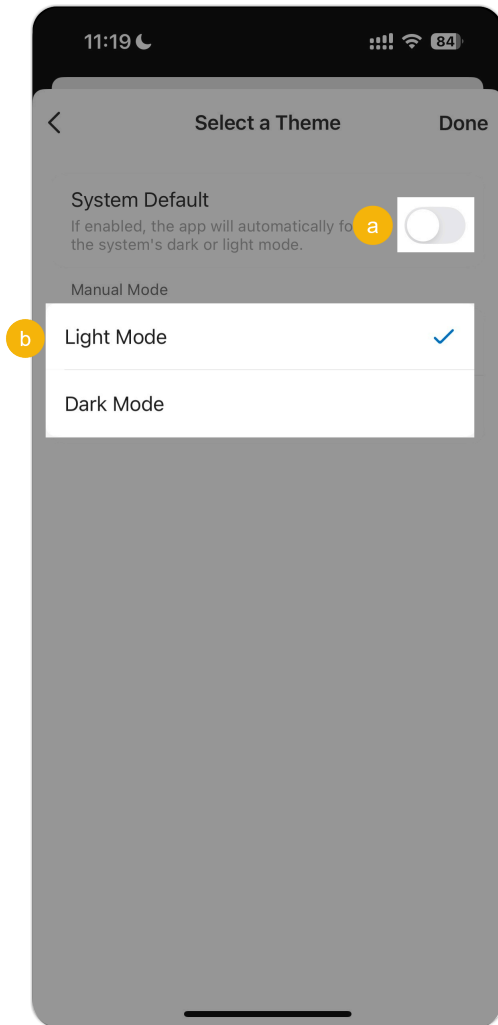 11:19 84
Select a Theme Done
System Default
If enabled, the app will automatically fo a
the system's dark or light mode.
Manual Mode
b Light Mode
Dark Mode